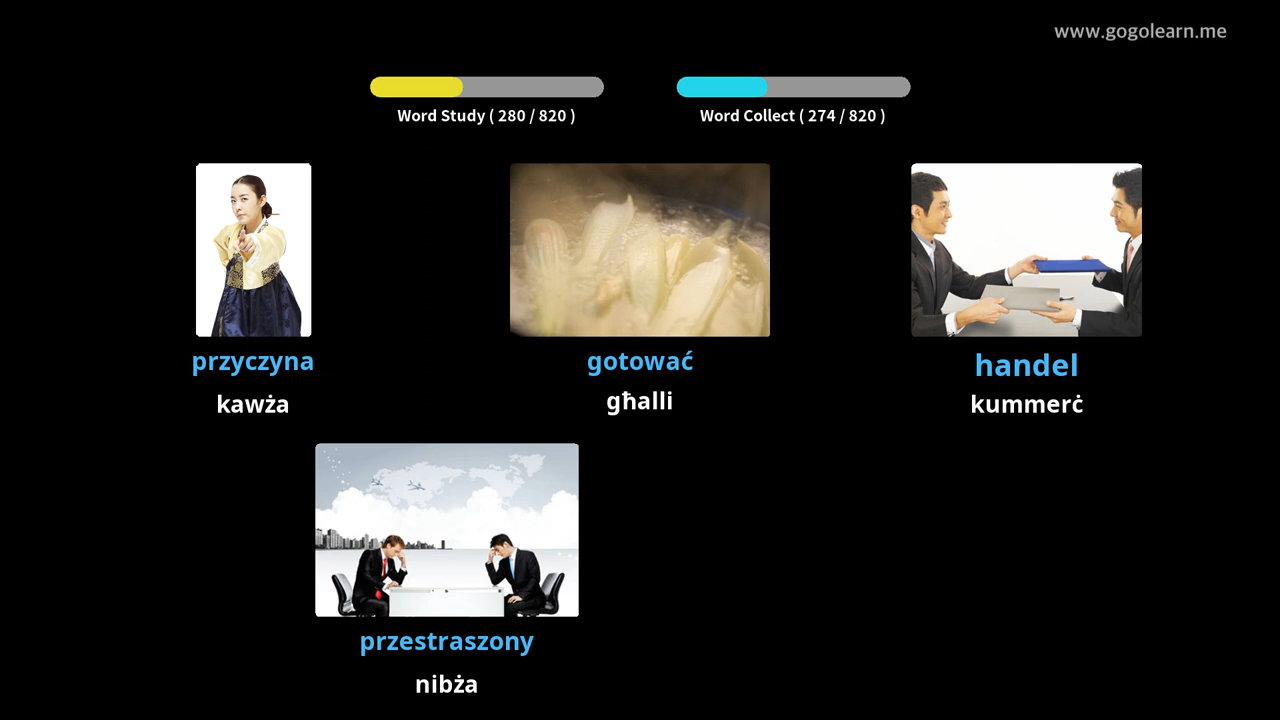 www.gogolearn.me
Word Study ( 280 / 820 )
Word Collect ( 274 / 820 )
przyczyna
kawża
gotować
għalli
handel
kummerċ
przestraszony
nibża